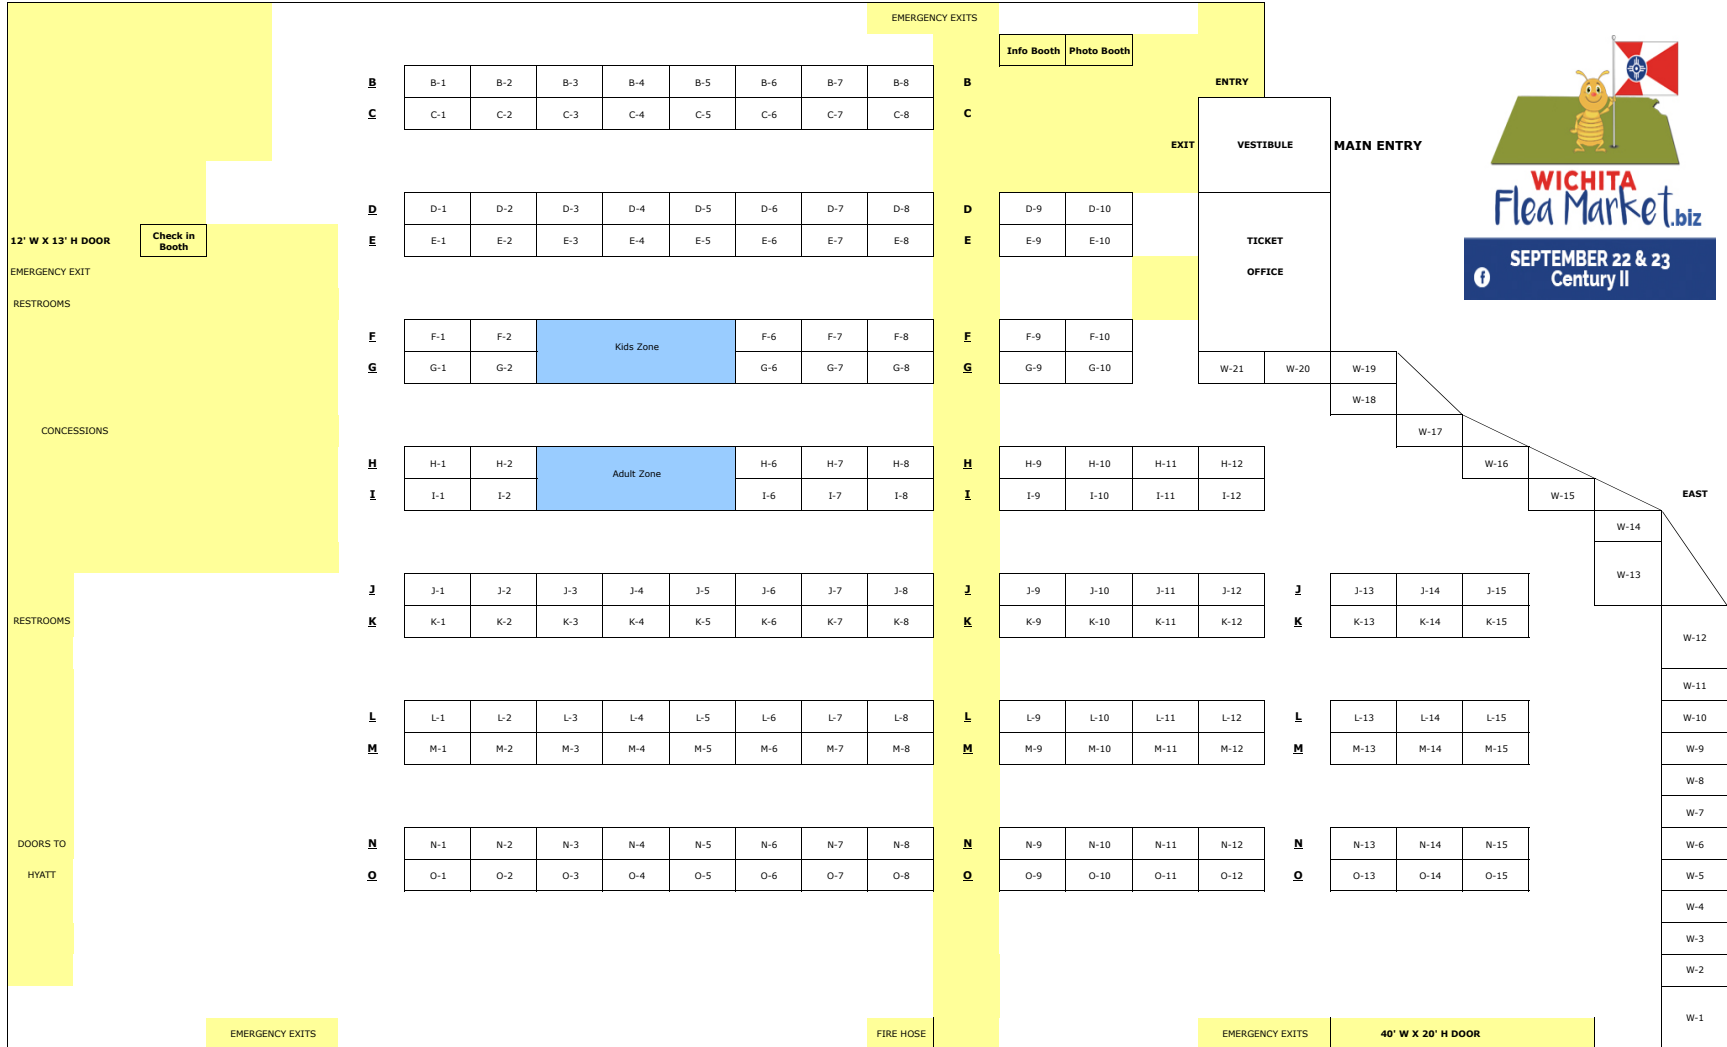 EMERGENCY EXITS
Info Booth Photo Booth
B B-1 B-2 B-3 B-4 B-5 B-6 B-7 B-8 B ENTRY
C C-1 C-2 C-3 C-4 C-5 C-6 C-7 C-8 C
EXIT VESTIBULE MAIN ENTRY
WICHITA
Flea Market.biz
D D-1 D-2 D-3 D-4 D-5 D-6 D-7 D-8 D D-9 D-10
12' W X 13' H DOOR Check in
Booth
E E-1 E-2 E-3 E-4 E-5 E-6 E-7 E-8 E E-9 E-10 TICKET
SEPTEMBER 22 & 23
EMERGENCY EXIT OFFICE
f Century II
RESTROOMS
F F-1 F-2 Kids Zone F-6 F-7 F-8 F F-9 F-10
G G-1 G-2 G-6 G-7 G-8 G G-9 G-10 W-21 W-20 W-19
W-18
CONCESSIONS W-17
H H-1 H-2 Adult Zone H-6 H-7 H-8 H H-9 H-10 H-11 H-12 W-16
I I-1 I-2 I-6 I-7 I-8 I I-9 I-10 I-11 I-12 W-15 EAST
W-14
W-13
J J-1 J-2 J-3 J-4 J-5 J-6 J-7 J-8 J J-9 J-10 J-11 J-12 J J-13 J-14 J-15
RESTROOMS K K-1 K-2 K-3 K-4 K-5 K-6 K-7 K-8 K K-9 K-10 K-11 K-12 K K-13 K-14 K-15
W-12
W-11
L L-1 L-2 L-3 L-4 L-5 L-6 L-7 L-8 L L-9 L-10 L-11 L-12 L L-13 L-14 L-15 W-10
M M-1 M-2 M-3 M-4 M-5 M-6 M-7 M-8 M M-9 M-10 M-11 M-12 M M-13 M-14 M-15 W-9
W-8
W-7
DOORS TO N N-1 N-2 N-3 N-4 N-5 N-6 N-7 N-8 N N-9 N-10 N-11 N-12 N N-13 N-14 N-15 W-6
HYATT O O-1 O-2 O-3 O-4 O-5 O-6 O-7 O-8 O O-9 O-10 O-11 O-12 O O-13 O-14 O-15 W-5
W-4
W-3
W-2
W-1
EMERGENCY EXITS FIRE HOSE EMERGENCY EXITS 40' W X 20' H DOOR